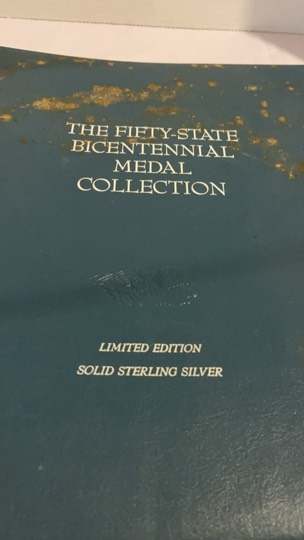 THE FIFTY-STATE
BICENTENNIAL
MEDAL
COLLECTION
LIMITED EDITION
SOLID STERLING SILVER